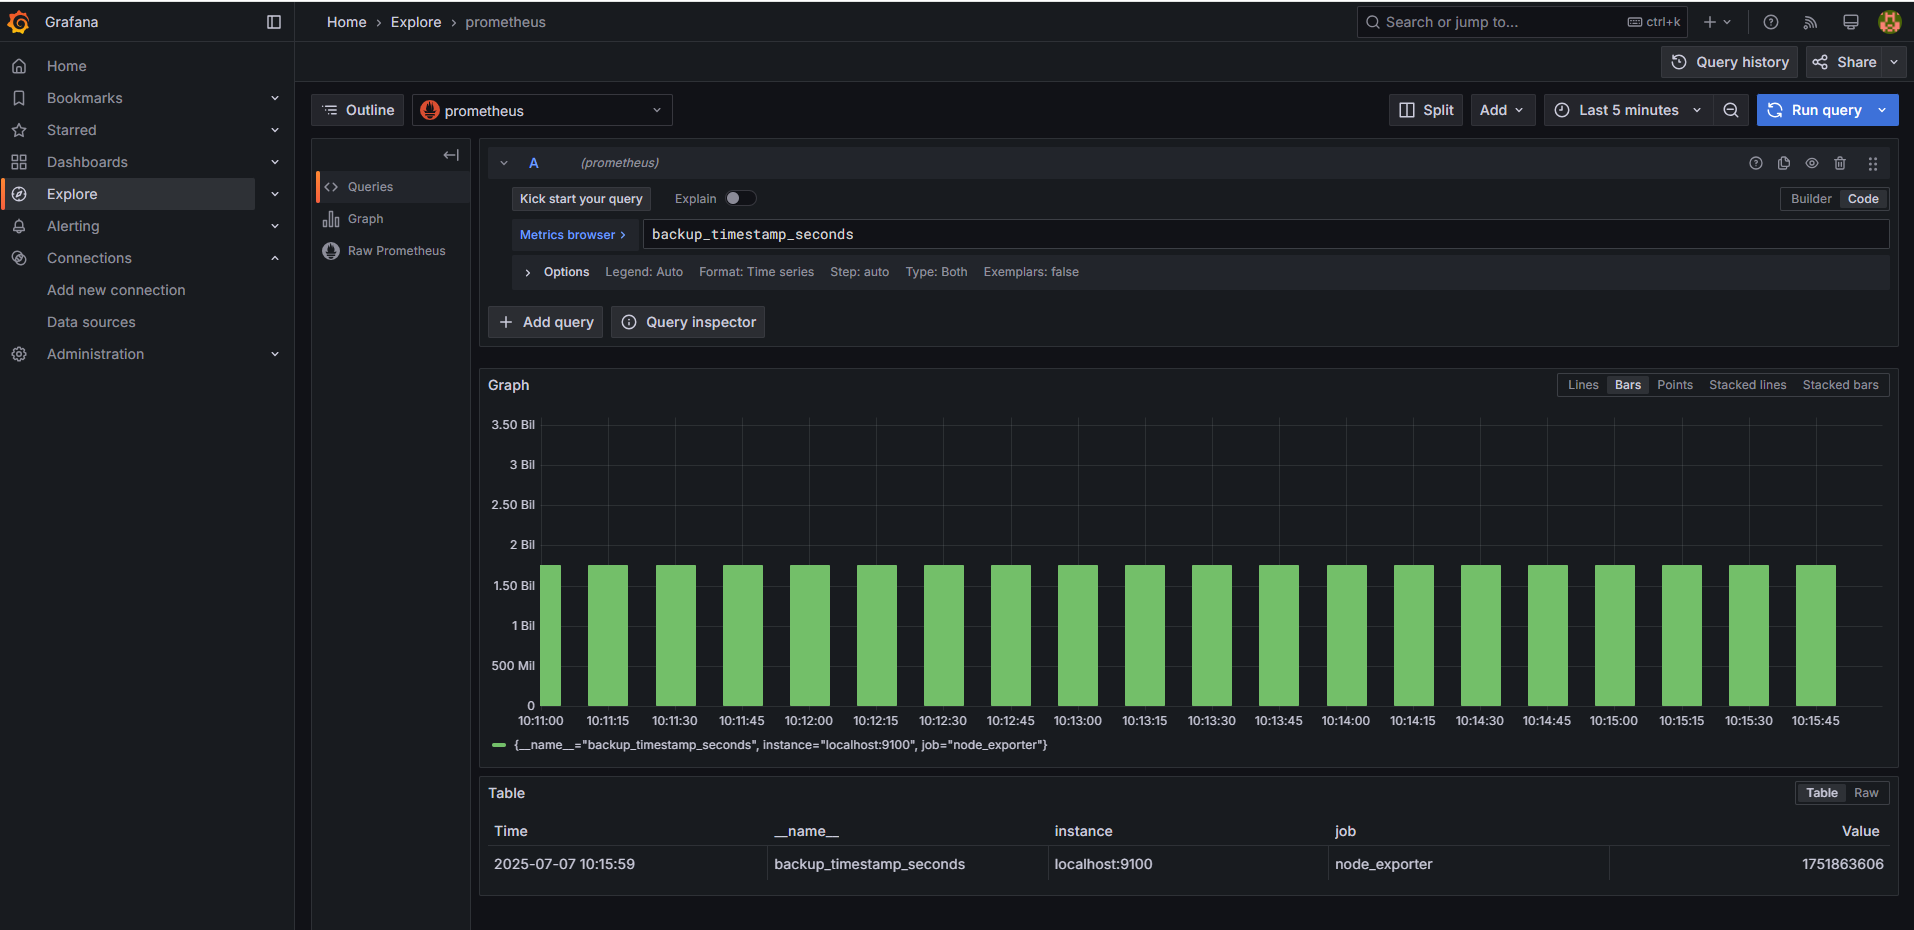 Grafana
Home › Explore › prometheus
Search or jump to...
ctrl+k
Home
Bookmarks
Starred
Dashboards
Explore
Alerting
Connections
Add new connection
Data sources
Administration
Query history
Share
Outline
prometheus
Split
Add
Last 5 minutes
Run query
Queries
Graph
Raw Prometheus
A
(prometheus)
Kick start your query
Explain
Builder
Code
Metrics browser >
backup_timestamp_seconds
Options
Legend: Auto
Format: Time series
Step: auto
Type: Both
Exemplars: false
+ Add query
Query inspector
Graph
Lines
Bars
Points
Stacked lines
Stacked bars
3.50 Bil
3 Bil
2.50 Bil
2 Bil
1.50 Bil
1 Bil
500 Mil
0
10:11:00
10:11:15
10:11:30
10:11:45
10:12:00
10:12:15
10:12:30
10:12:45
10:13:00
10:13:15
10:13:30
10:13:45
10:14:00
10:14:15
10:14:30
10:14:45
10:15:00
10:15:15
10:15:30
10:15:45
{__name__="backup_timestamp_seconds", instance="localhost:9100", job="node_exporter"}
Table
Table
Raw
Time
__name__
instance
job
Value
2025-07-07 10:15:59
backup_timestamp_seconds
localhost:9100
node_exporter
1751863606